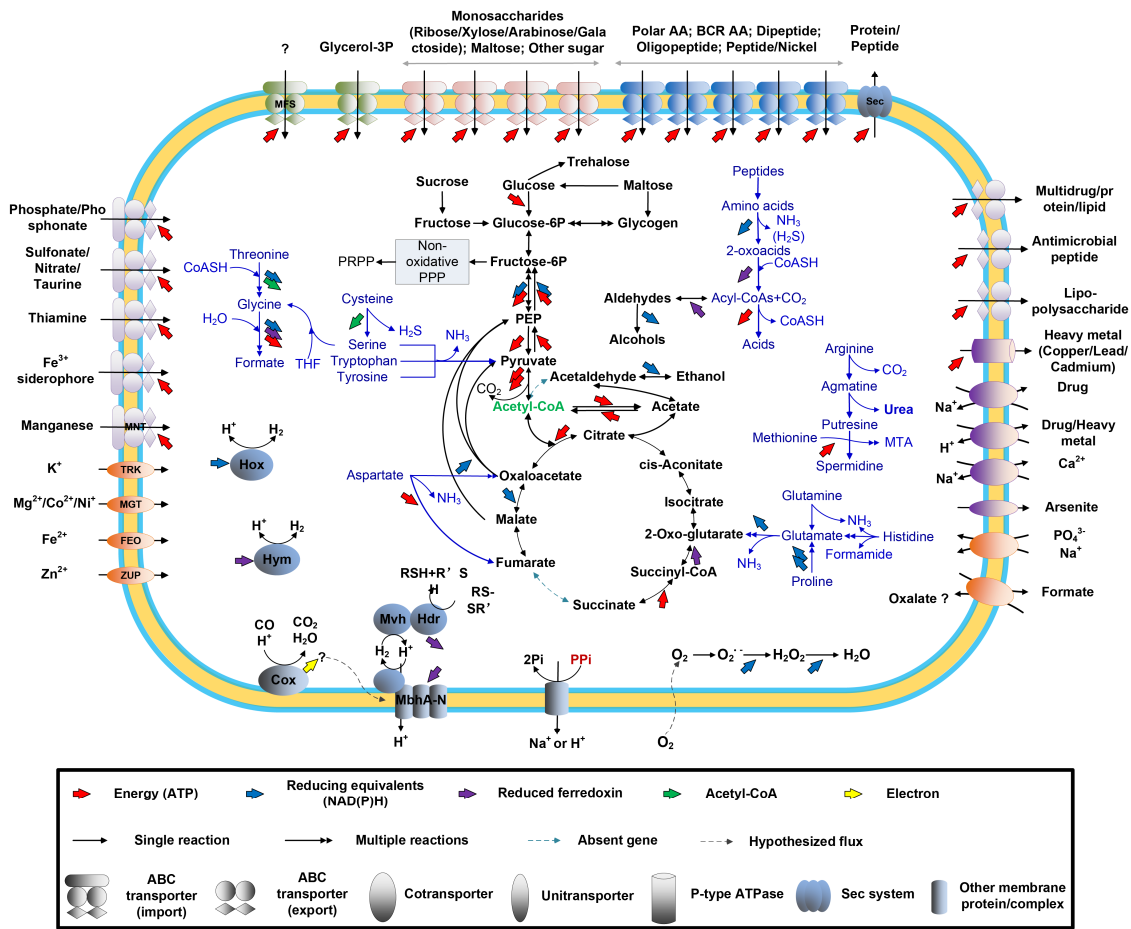 Monosaccharides
(Ribose/Xylose/Arabinose/Gala
ctoside); Maltose; Other sugar
Polar AA; BCR AA; Dipeptide;
Oligopeptide; Peptide/Nickel
Protein/
Peptide
?
Glycerol-3P
MFS
Sec
Phosphate/Pho
sphonate
Sulfonate/
Nitrate/
Taurine
Thiamine
Fe³⁺
siderophore
Manganese
MNT
K⁺
TRK
Mg²⁺/Co²⁺/Ni⁺
MGT
Fe²⁺
FEO
Zn²⁺
ZUP
Multidrug/pr
otein/lipid
Antimicrobial
peptide
Lipo-
polysaccharide
Heavy metal
(Copper/Lead/
Cadmium)
Drug
Na⁺
Drug/Heavy
metal
H⁺
Ca²⁺
Na⁺
Arsenite
PO₄³⁻
Na⁺
Formate
Oxalate ?
Trehalose
Sucrose
Glucose
Maltose
Fructose
Glucose-6P
Glycogen
PRPP
Non-
oxidative
PPP
Fructose-6P
PEP
Pyruvate
CO₂
Acetaldehyde
Ethanol
Acetyl-CoA
Acetate
Citrate
cis-Aconitate
Isocitrate
2-Oxo-glutarate
Succinyl-CoA
Succinate
Fumarate
Malate
Oxaloacetate
Threonine
CoASH
Glycine
H₂O
Formate
THF
Cysteine
H₂S
Serine
Tryptophan
Tyrosine
NH₃
Aspartate
NH₃
Peptides
Amino acids
NH₃
(H₂S)
2-oxoacids
CoASH
Acyl-CoAs+CO₂
CoASH
Acids
Aldehydes
Alcohols
Arginine
CO₂
Agmatine
Urea
Putresine
Methionine
MTA
Spermidine
Glutamine
NH₃
Glutamate
Histidine
Formamide
NH₃
Proline
H⁺
H₂
Hox
H⁺
H₂
Hym
CO
H⁺
CO₂
H₂O
?
Cox
RSH+R' S
H
RS-
SR'
Mvh
Hdr
H₂
H⁺
MbhA-N
H⁺
2Pi
PPi
Na⁺ or H⁺
O₂
O₂˙⁻
H₂O₂
H₂O
O₂
Energy (ATP)
Reducing equivalents
(NAD(P)H)
Reduced ferredoxin
Acetyl-CoA
Electron
Single reaction
Multiple reactions
Absent gene
Hypothesized flux
ABC
transporter
(import)
ABC
transporter
(export)
Cotransporter
Unitransporter
P-type ATPase
Sec system
Other membrane
protein/complex